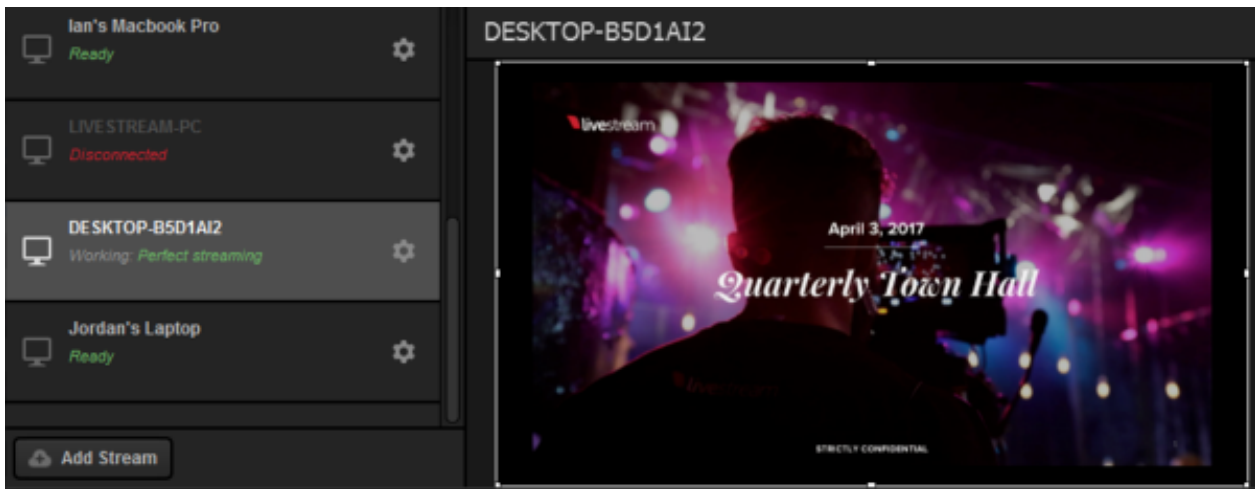 Ian's Macbook Pro
Ready
LIVESTREAM-PC
Disconnected
DESKTOP-B5D1AI2
Working: Perfect streaming
Jordan's Laptop
Ready
Add Stream
DESKTOP-B5D1AI2
livestream
April 3, 2017
Quarterly Town Hall
livestream
STRICTLY CONFIDENTIAL